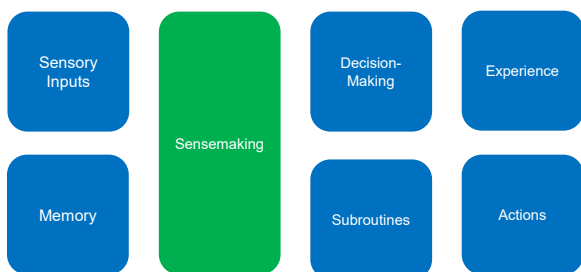 Sensory
Inputs
Sensemaking
Decision-
Making
Experience
Memory
Subroutines
Actions